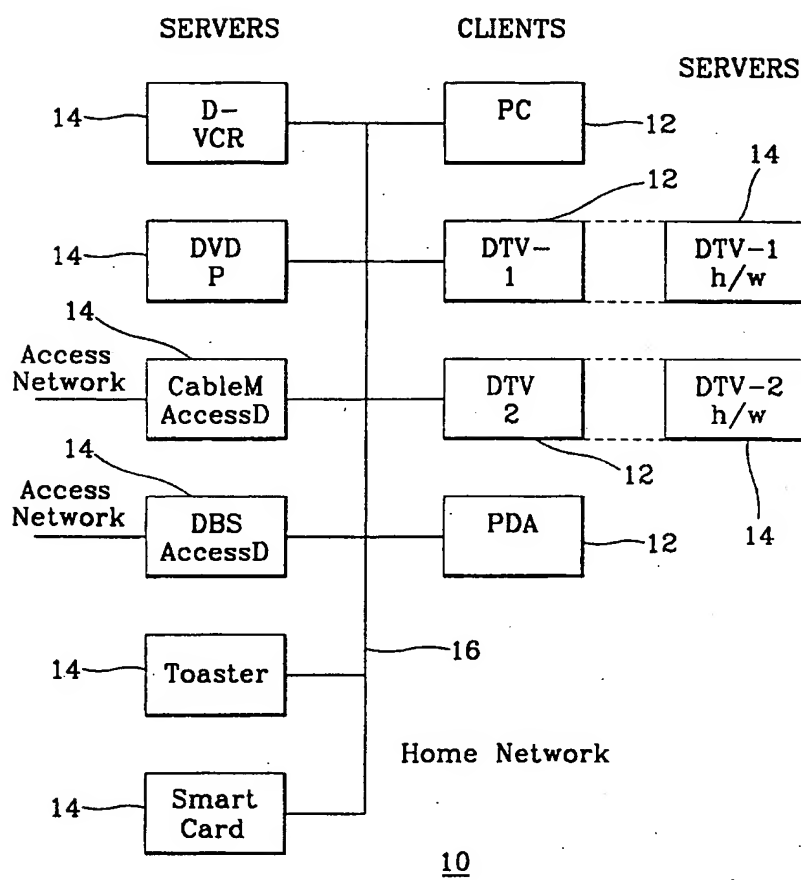 SERVERS
CLIENTS
SERVERS
14
D-
VCR
PC
12
12
14
14
DVD
P
DTV-
1
DTV-1
h/w
14
Access
Network
CableM
AccessD
DTV
2
DTV-2
h/w
14
12
14
Access
Network
DBS
AccessD
PDA
12
14
Toaster
16
Home Network
14
Smart
Card
10